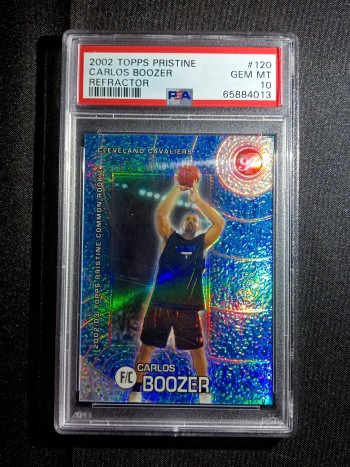 2002 TOPPS PRISTINE #120
CARLOS BOOZER GEM MT
REFRACTOR PSA 10
65884013
CLEVELAND CAVALIERS
2002-03 TOPPS PRISTINE COMMON ROOKIE
F/C
CARLOS
BOOZER